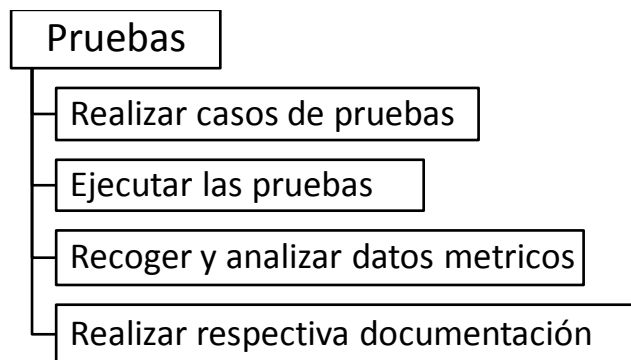 Pruebas
Realizar casos de pruebas
Ejecutar las pruebas
Recoger y analizar datos metricos
Realizar respectiva documentación